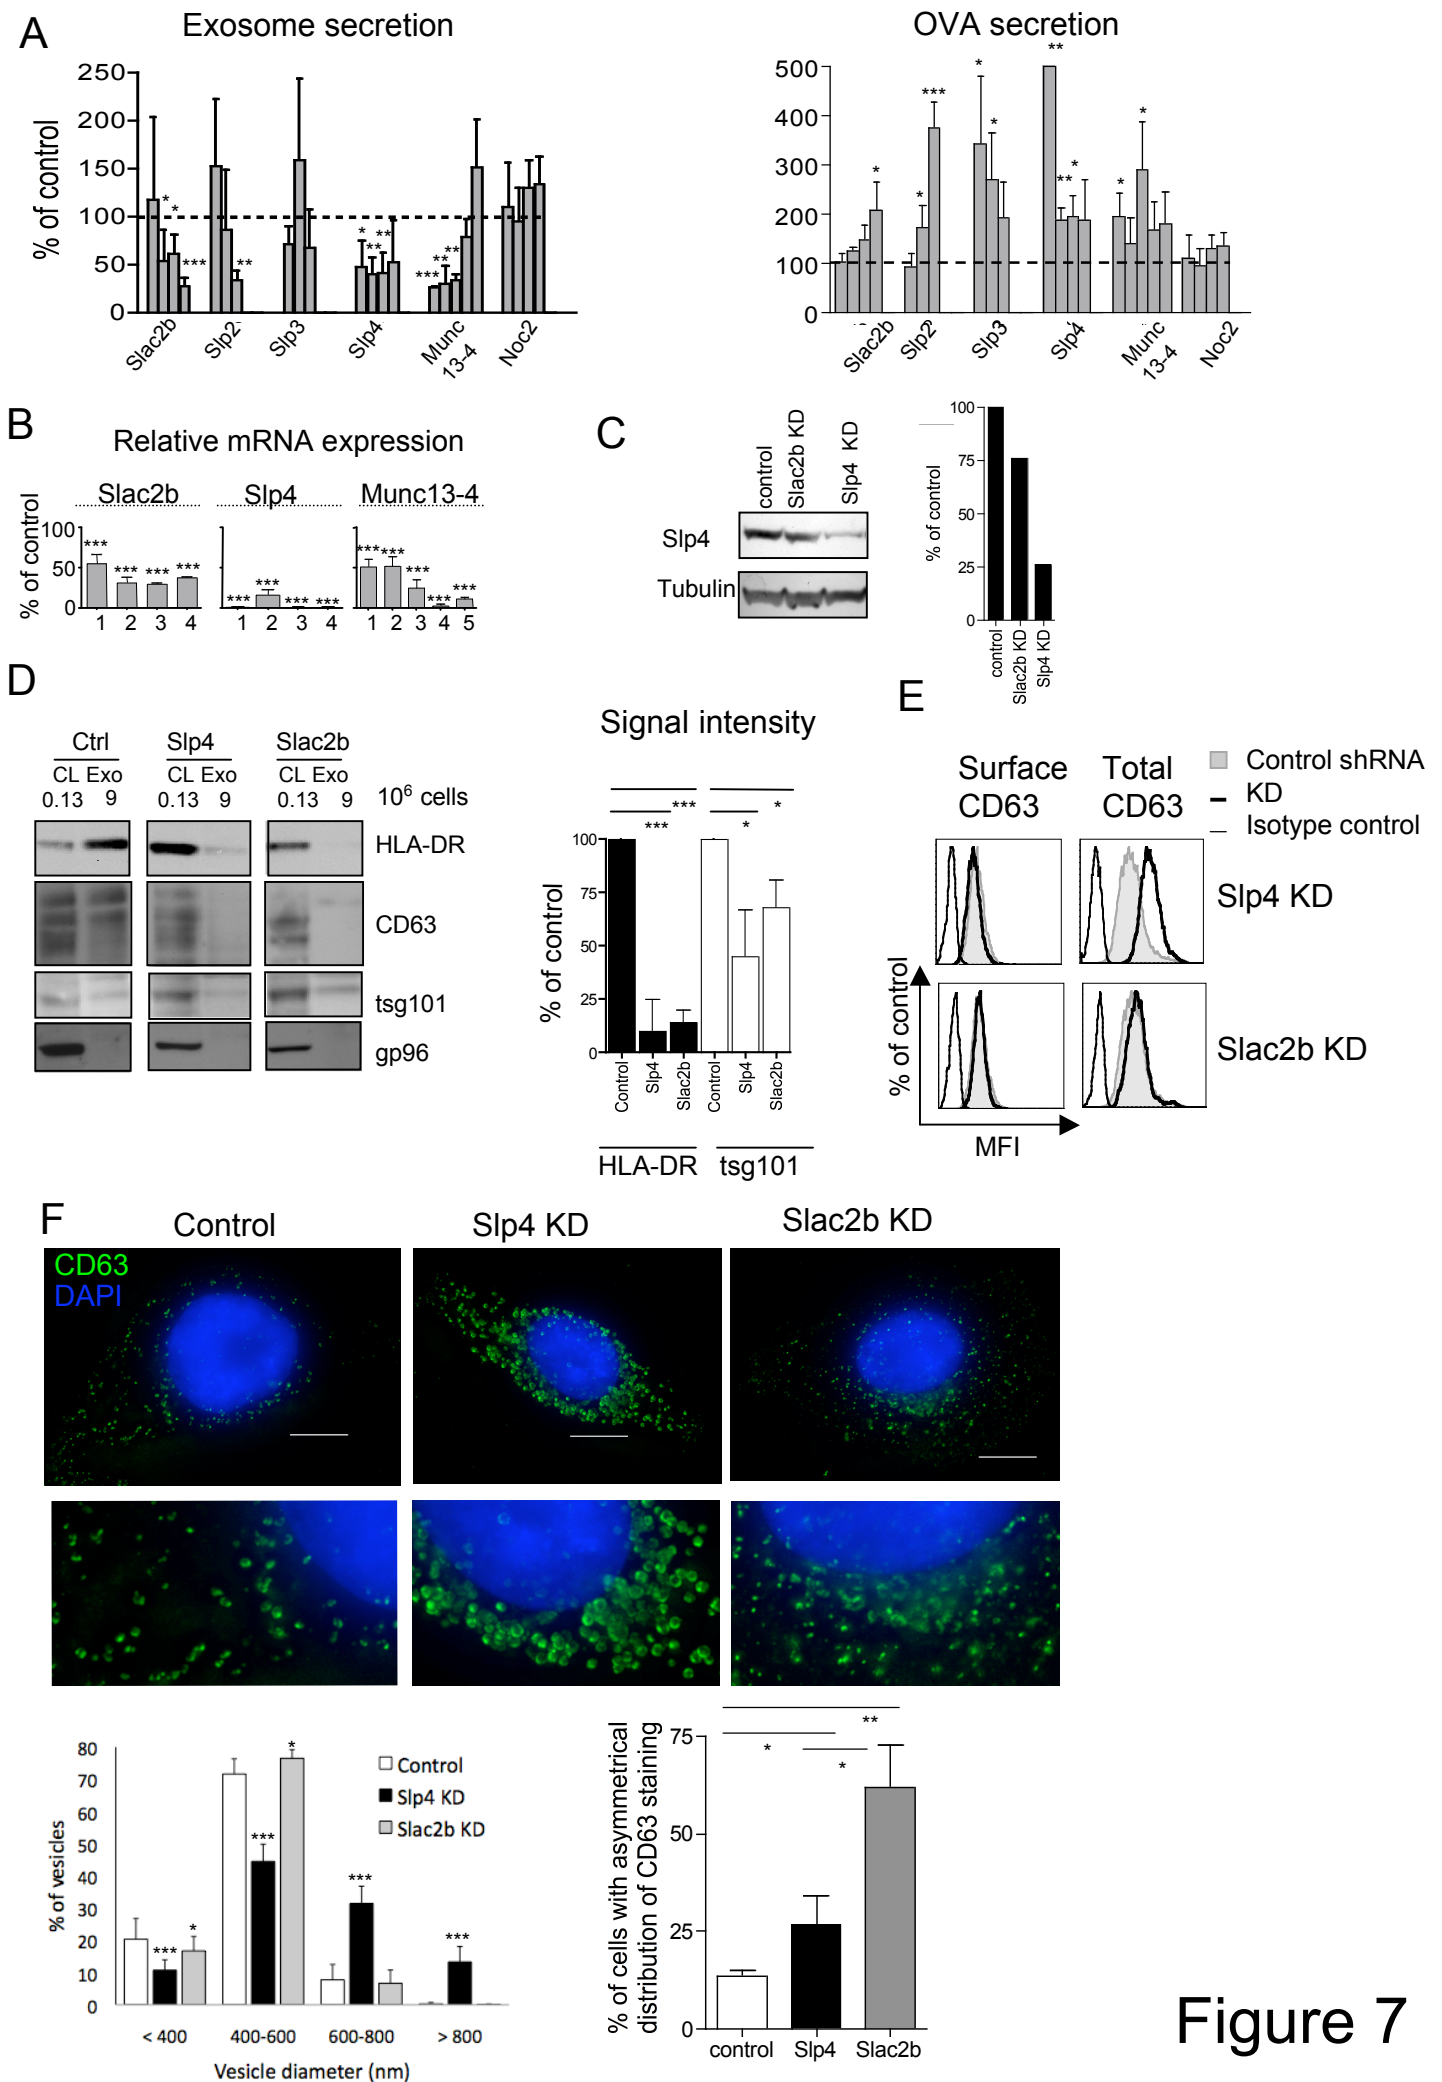 A
Exosome secretion
% of control
250
200
150
100
50
0
*
*
***
**
*
**
**
***
**
**
Slac2b
Slp2
Slp3
Slp4
Munc
13-4
Noc2
OVA secretion
500
400
300
200
100
0
*
*
***
*
*
**
**
*
*
*
Slac2b
Slp2
Slp3
Slp4
Munc
13-4
Noc2
B
Relative mRNA expression
Slac2b
Slp4
Munc13-4
% of control
100
50
0
*** *** *** ***
*** *** *** ***
*** *** *** *** ***
1 2 3 4
1 2 3 4
1 2 3 4 5
C
control
Slac2b KD
Slp4 KD
Slp4
Tubulin
% of control
100
75
50
25
0
control
Slac2b KD
Slp4 KD
D
Ctrl
Slp4
Slac2b
CL Exo
CL Exo
CL Exo
0.13 9
0.13 9
0.13 9
10⁶ cells
HLA-DR
CD63
tsg101
gp96
Signal intensity
***
***
*
*
% of control
100
75
50
25
0
Control
Slp4
Slac2b
Control
Slp4
Slac2b
HLA-DR
tsg101
E
Surface
CD63
Total
CD63
Control shRNA
KD
Isotype control
Slp4 KD
Slac2b KD
% of control
MFI
F
Control
Slp4 KD
Slac2b KD
CD63
DAPI
% of vesicles
80
70
60
50
40
30
20
10
0
***
*
***
*
***
***
Control
Slp4 KD
Slac2b KD
< 400
400-600
600-800
> 800
Vesicle diameter (nm)
% of cells with asymmetrical
distribution of CD63 staining
75
50
25
0
**
*
*
control
Slp4
Slac2b
Figure 7